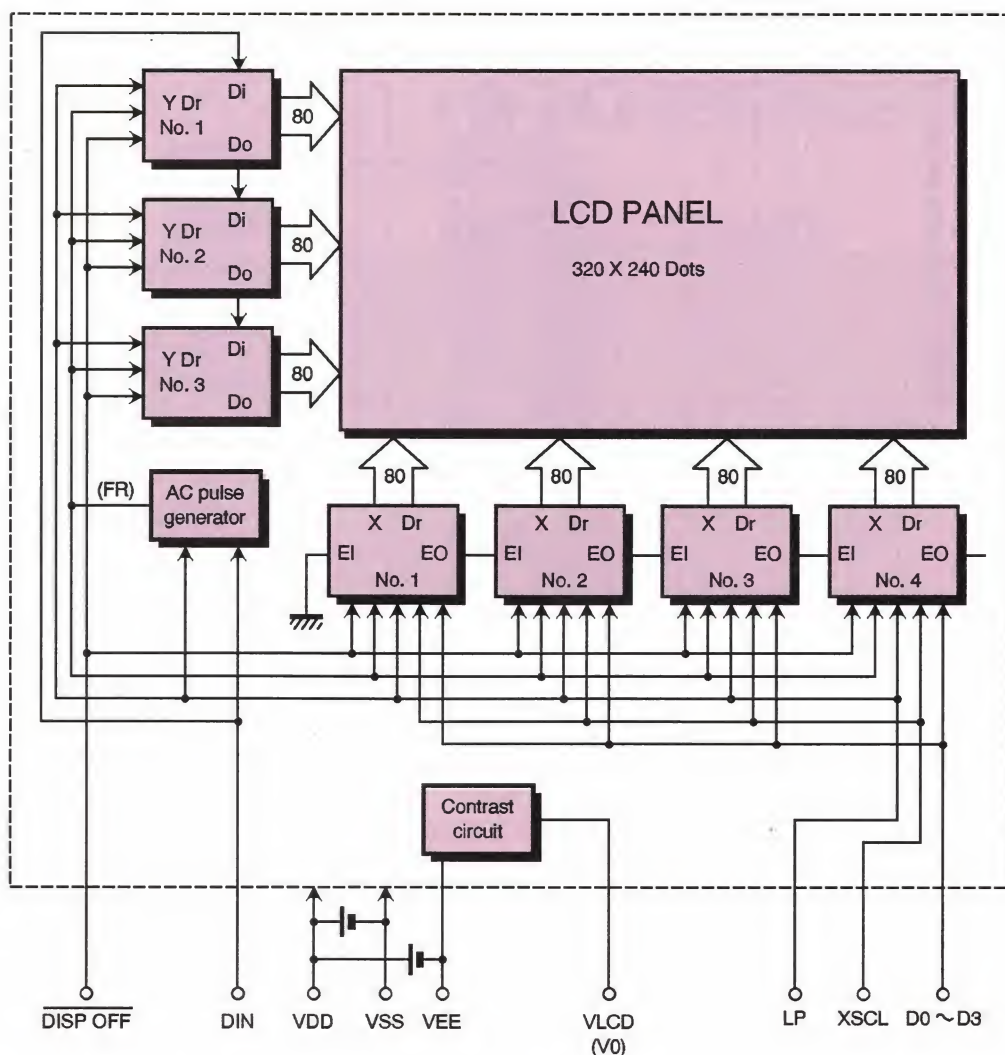 Y Dr
No. 1
Di
Do
80
Y Dr
No. 2
Di
Do
80
Y Dr
No. 3
Di
Do
80
LCD PANEL
320 X 240 Dots
(FR)
AC pulse
generator
80
80
80
80
X Dr
EI
EO
No. 1
X Dr
EI
EO
No. 2
X Dr
EI
EO
No. 3
X Dr
EI
EO
No. 4
Contrast
circuit
DISP OFF
DIN
VDD
VSS
VEE
VLCD
(V0)
LP
XSCL
D0 ~ D3